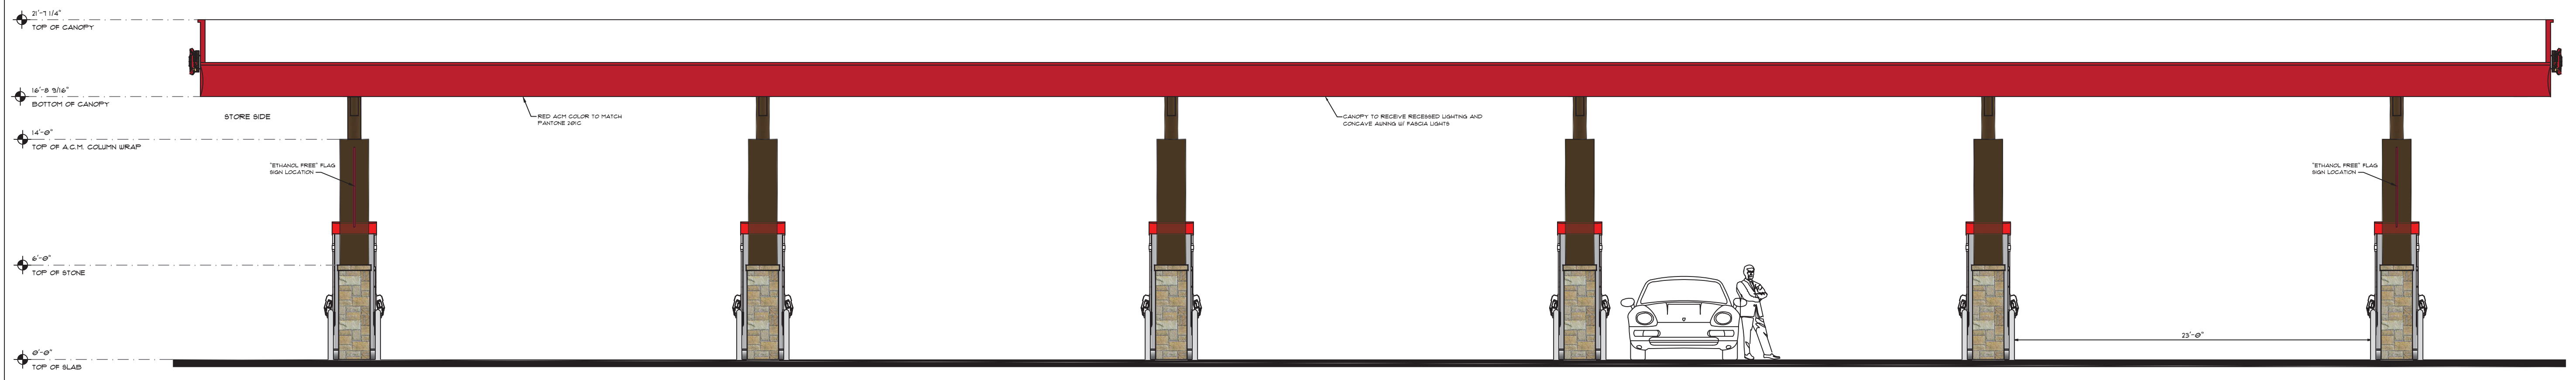 21'-7 1/4"
TOP OF CANOPY
16'-8 9/16"
BOTTOM OF CANOPY
STORE SIDE
14'-0"
TOP OF A.C.M. COLUMN WRAP
"ETHANOL FREE" FLAG
SIGN LOCATION
RED ACM COLOR TO MATCH
PANTONE 201C
CANOPY TO RECEIVE RECESSED LIGHTING AND
CONCAVE AWNING W/ FASCIA LIGHTS
"ETHANOL FREE" FLAG
SIGN LOCATION
6'-0"
TOP OF STONE
23'-0"
0'-0"
TOP OF SLAB